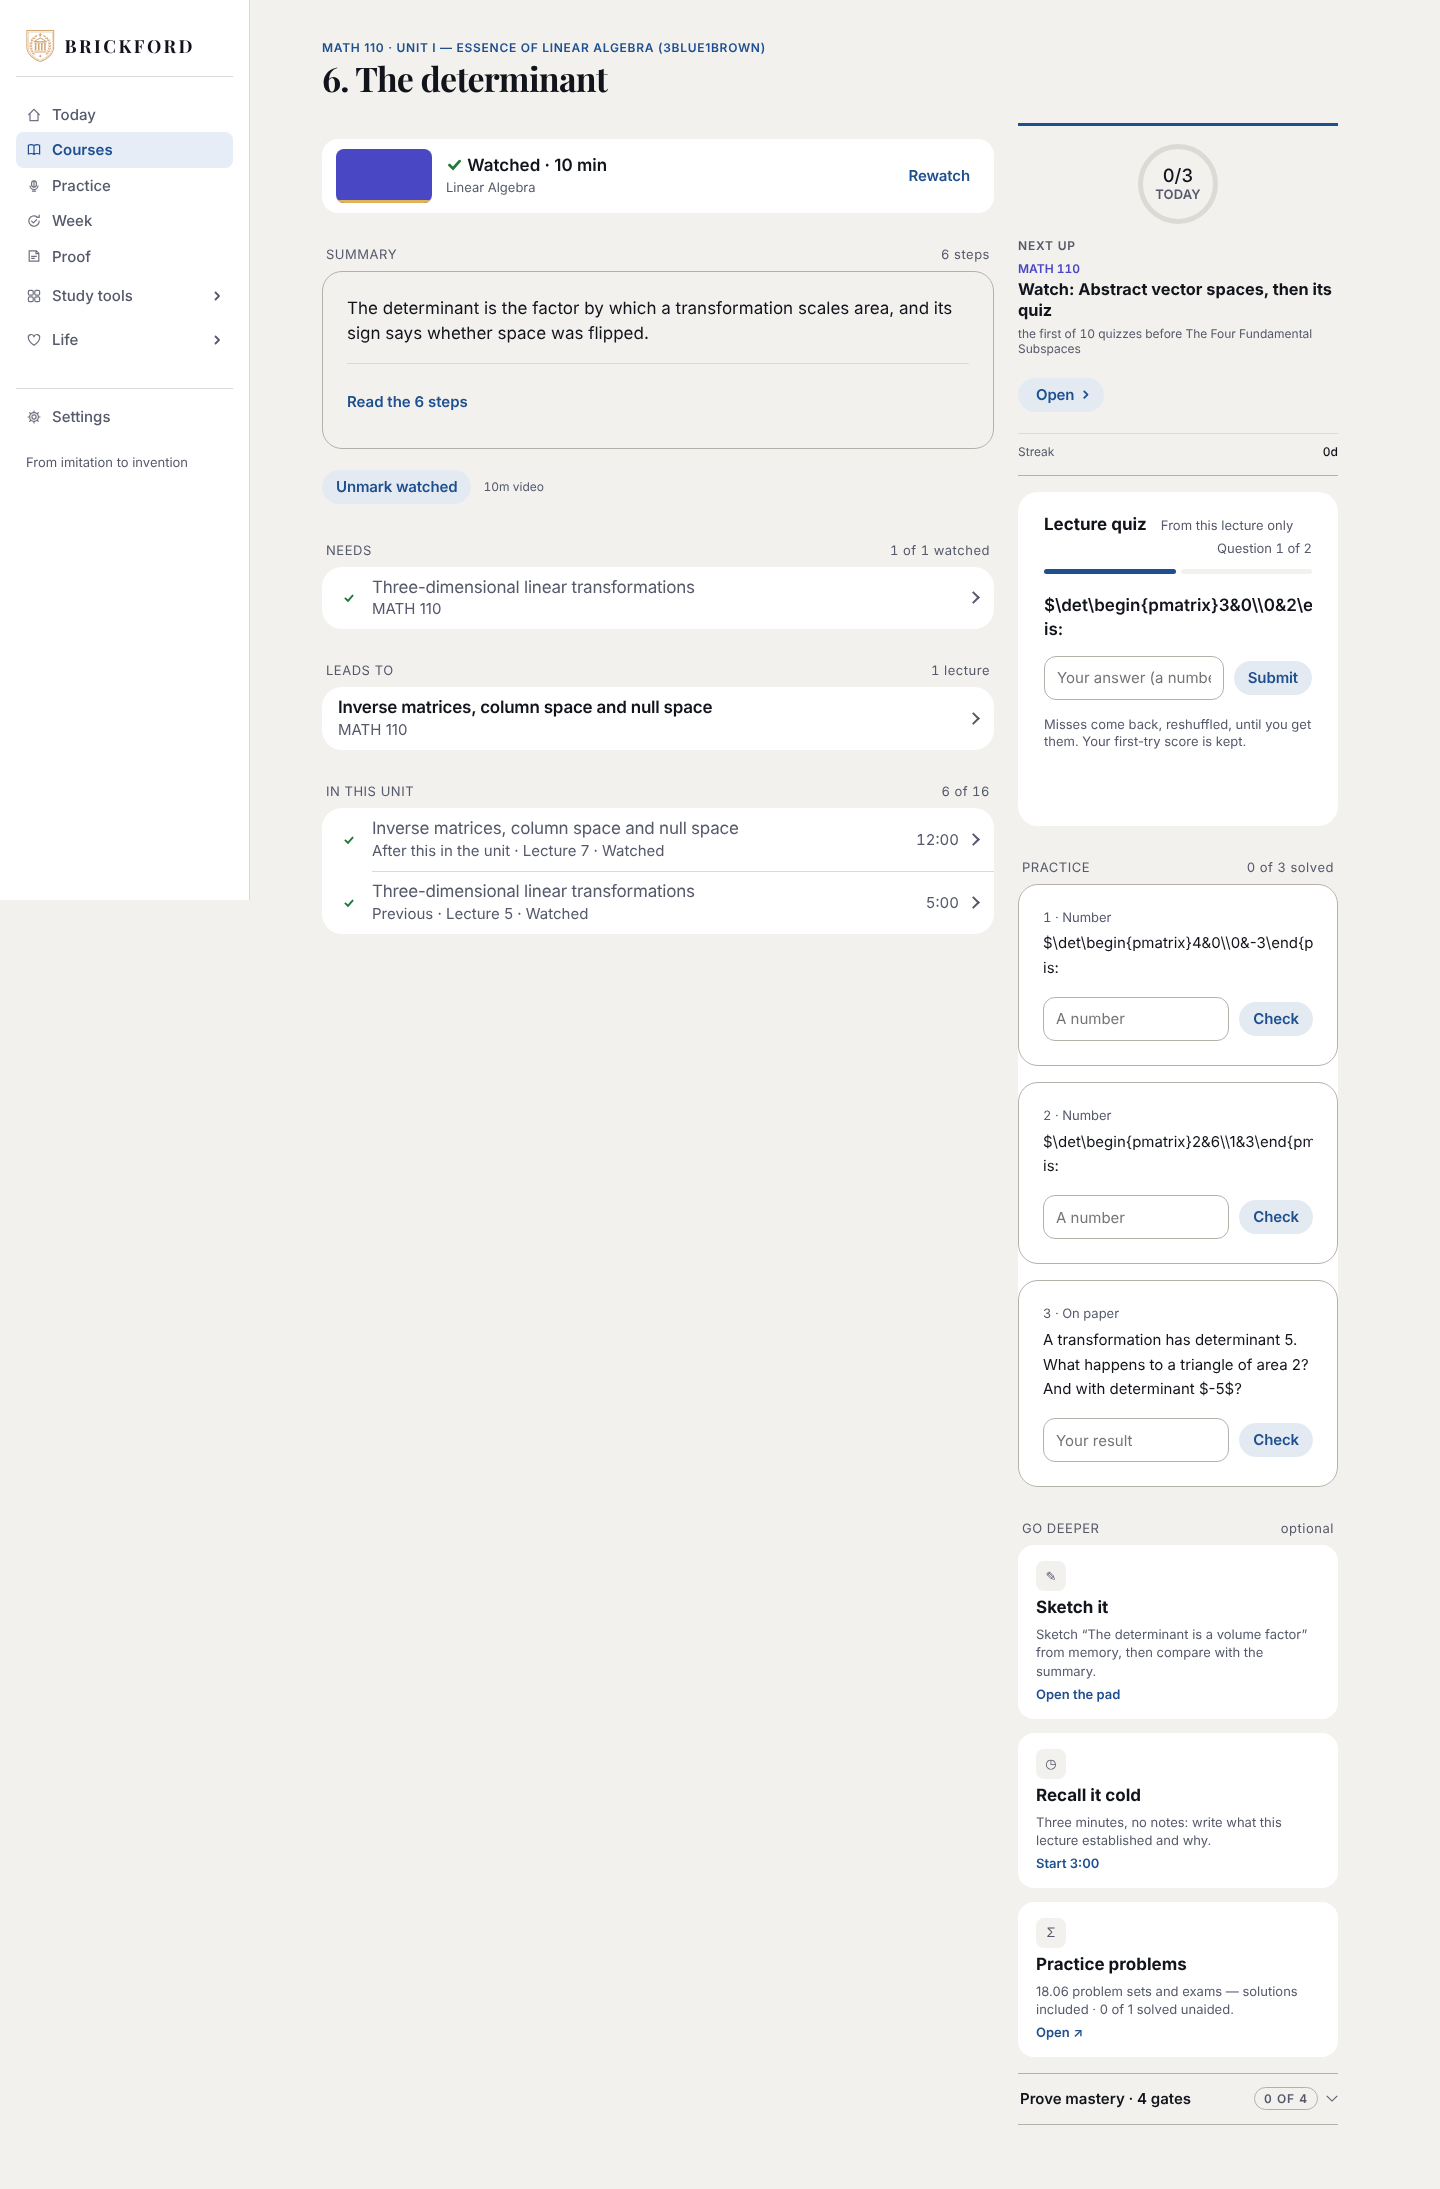 BRICKFORD
Today
Courses
Practice
Week
Proof
Study tools
Life
Settings
From imitation to invention
MATH 110 · UNIT I — ESSENCE OF LINEAR ALGEBRA (3BLUE1BROWN)
6. The determinant
Watched · 10 min
Linear Algebra
Rewatch
SUMMARY
6 steps
The determinant is the factor by which a transformation scales area, and its
sign says whether space was flipped.
Read the 6 steps
Unmark watched
10m video
NEEDS
1 of 1 watched
Three-dimensional linear transformations
MATH 110
LEADS TO
1 lecture
Inverse matrices, column space and null space
MATH 110
IN THIS UNIT
6 of 16
Inverse matrices, column space and null space
After this in the unit · Lecture 7 · Watched
12:00
Three-dimensional linear transformations
Previous · Lecture 5 · Watched
5:00
0/3
TODAY
NEXT UP
MATH 110
Watch: Abstract vector spaces, then its
quiz
the first of 10 quizzes before The Four Fundamental
Subspaces
Open
Streak
0d
Lecture quiz
From this lecture only
Question 1 of 2
$\det\begin{pmatrix}3&0\\0&2\e
is:
Your answer (a numbe
Submit
Misses come back, reshuffled, until you get
them. Your first-try score is kept.
PRACTICE
0 of 3 solved
1 · Number
$\det\begin{pmatrix}4&0\\0&-3\end{p
is:
A number
Check
2 · Number
$\det\begin{pmatrix}2&6\\1&3\end{pm
is:
A number
Check
3 · On paper
A transformation has determinant 5.
What happens to a triangle of area 2?
And with determinant $-5$?
Your result
Check
GO DEEPER
optional
✎
Sketch it
Sketch “The determinant is a volume factor”
from memory, then compare with the
summary.
Open the pad
◷
Recall it cold
Three minutes, no notes: write what this
lecture established and why.
Start 3:00
Σ
Practice problems
18.06 problem sets and exams — solutions
included · 0 of 1 solved unaided.
Open ↗
Prove mastery · 4 gates
0 OF 4